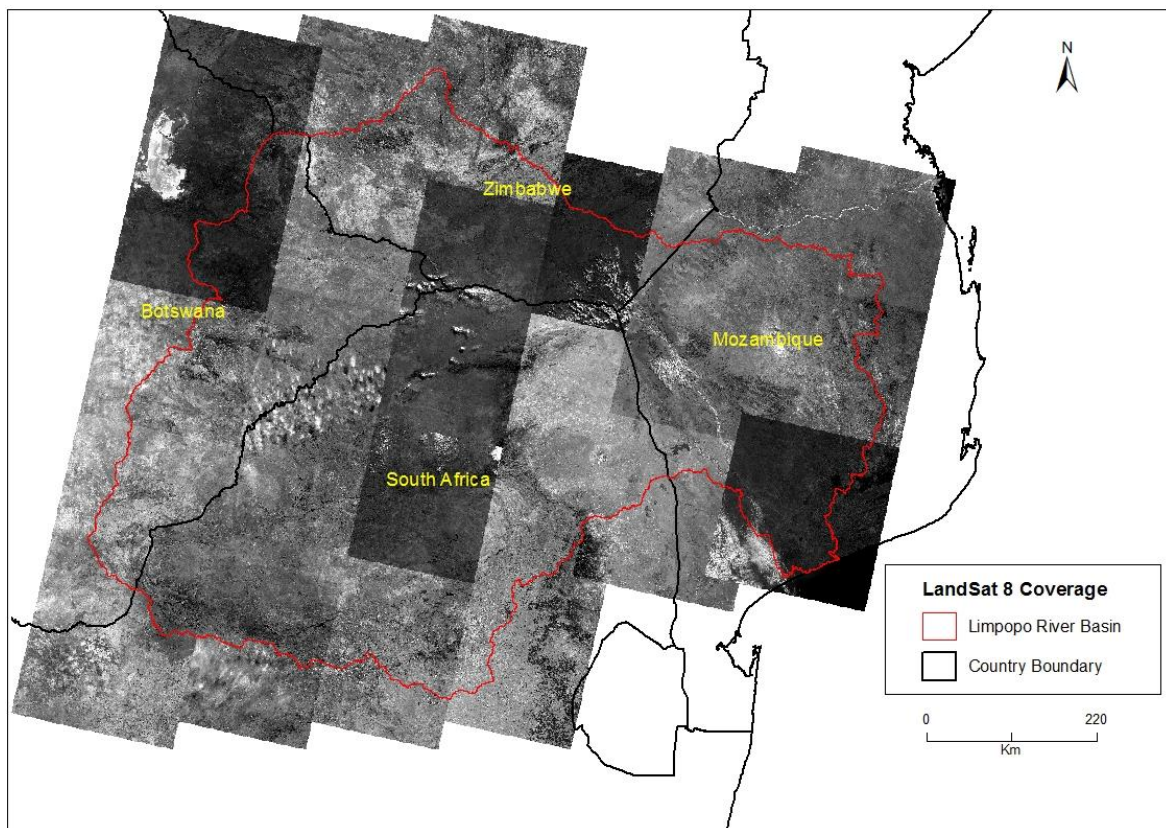 N
Zimbabwe
Botswana
Mozambique
South Africa
LandSat 8 Coverage
Limpopo River Basin
Country Boundary
0 220
Km